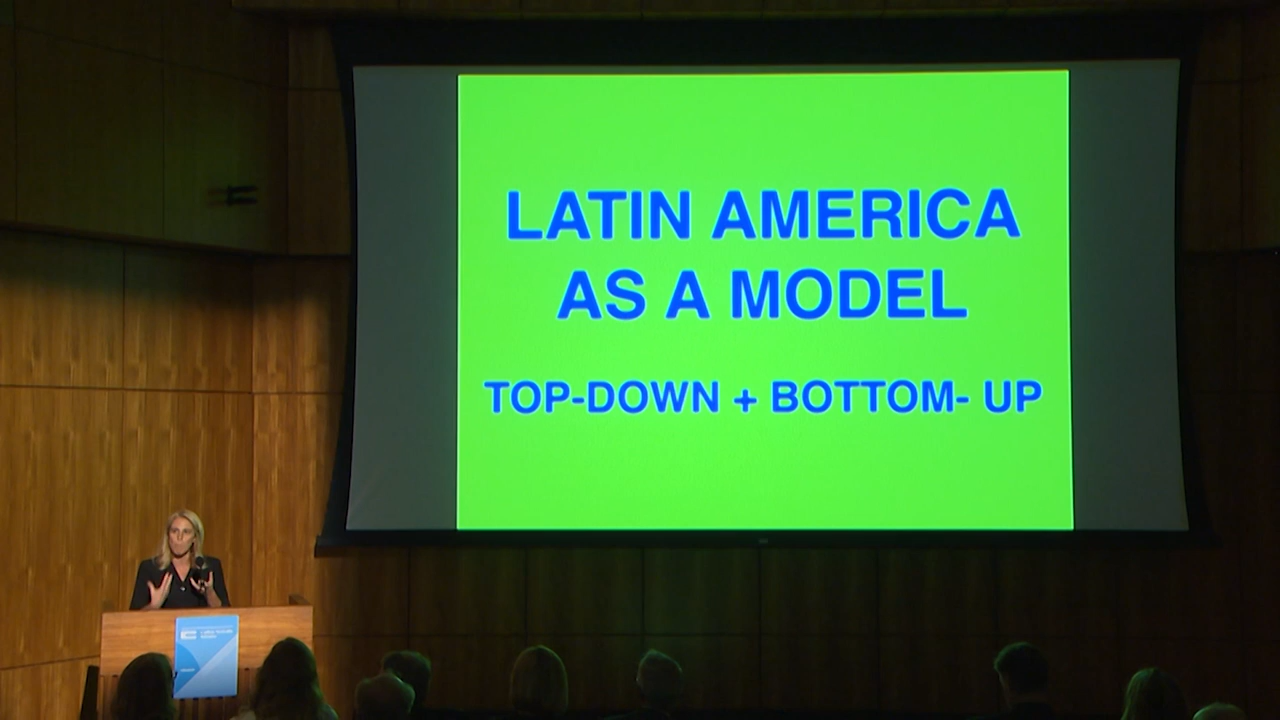 LATIN AMERICA
AS A MODEL
TOP-DOWN + BOTTOM- UP